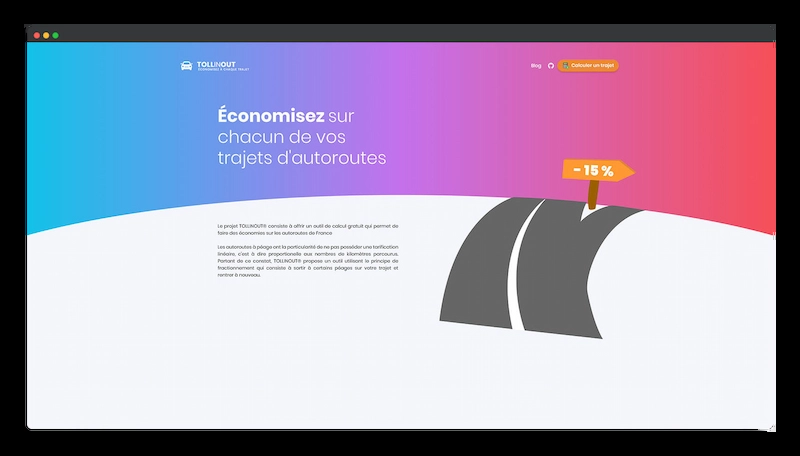 TOLLINOUT
ÉCONOMISEZ À CHAQUE TRAJET
Blog
Calculer un trajet
Économisez sur
chacun de vos
trajets d'autoroutes
- 15 %
Le projet TOLLINOUT® consiste à offrir un outil de calcul gratuit qui permet de
faire des économies sur les autoroutes de France
Les autoroutes à péage ont la particularité de ne pas posséder une tarification
linéaire, c'est à dire proportionelle aux nombres de kilomètres parcourus.
Partant de ce constat, TOLLINOUT® propose un outil utilisant le principe de
fractionnement qui consiste à sortir à certains péages sur votre trajet et
rentrer à nouveau.